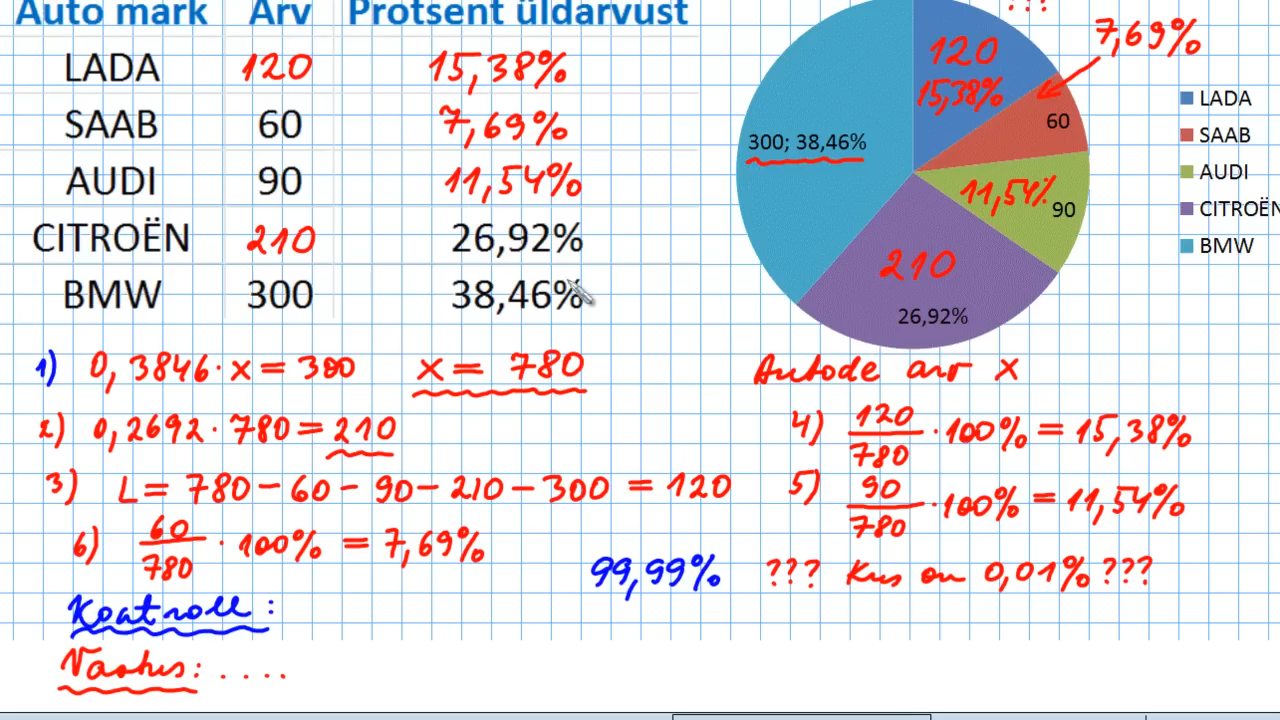 Auto mark Arv Protsent üldarvust
LADA 120 15,38%
SAAB 60 7,69%
AUDI 90 11,54%
CITROËN 210 26,92%
BMW 300 38,46%
???
7,69%
120
15,38%
60
300; 38,46%
11,54%
90
210
26,92%
LADA
SAAB
AUDI
CITROËN
BMW
1) 0,3846·x=300 x= 780
Autode arv x
2) 0,2692·780=210
3) L= 780-60-90-210-300 = 120
4) 120/780 ·100%=15,38%
5) 90/780 ·100%=11,54%
6) 60/780 ·100% = 7,69%
99,99% ??? Kus on 0,01%???
Kontroll:
Vastus: ....